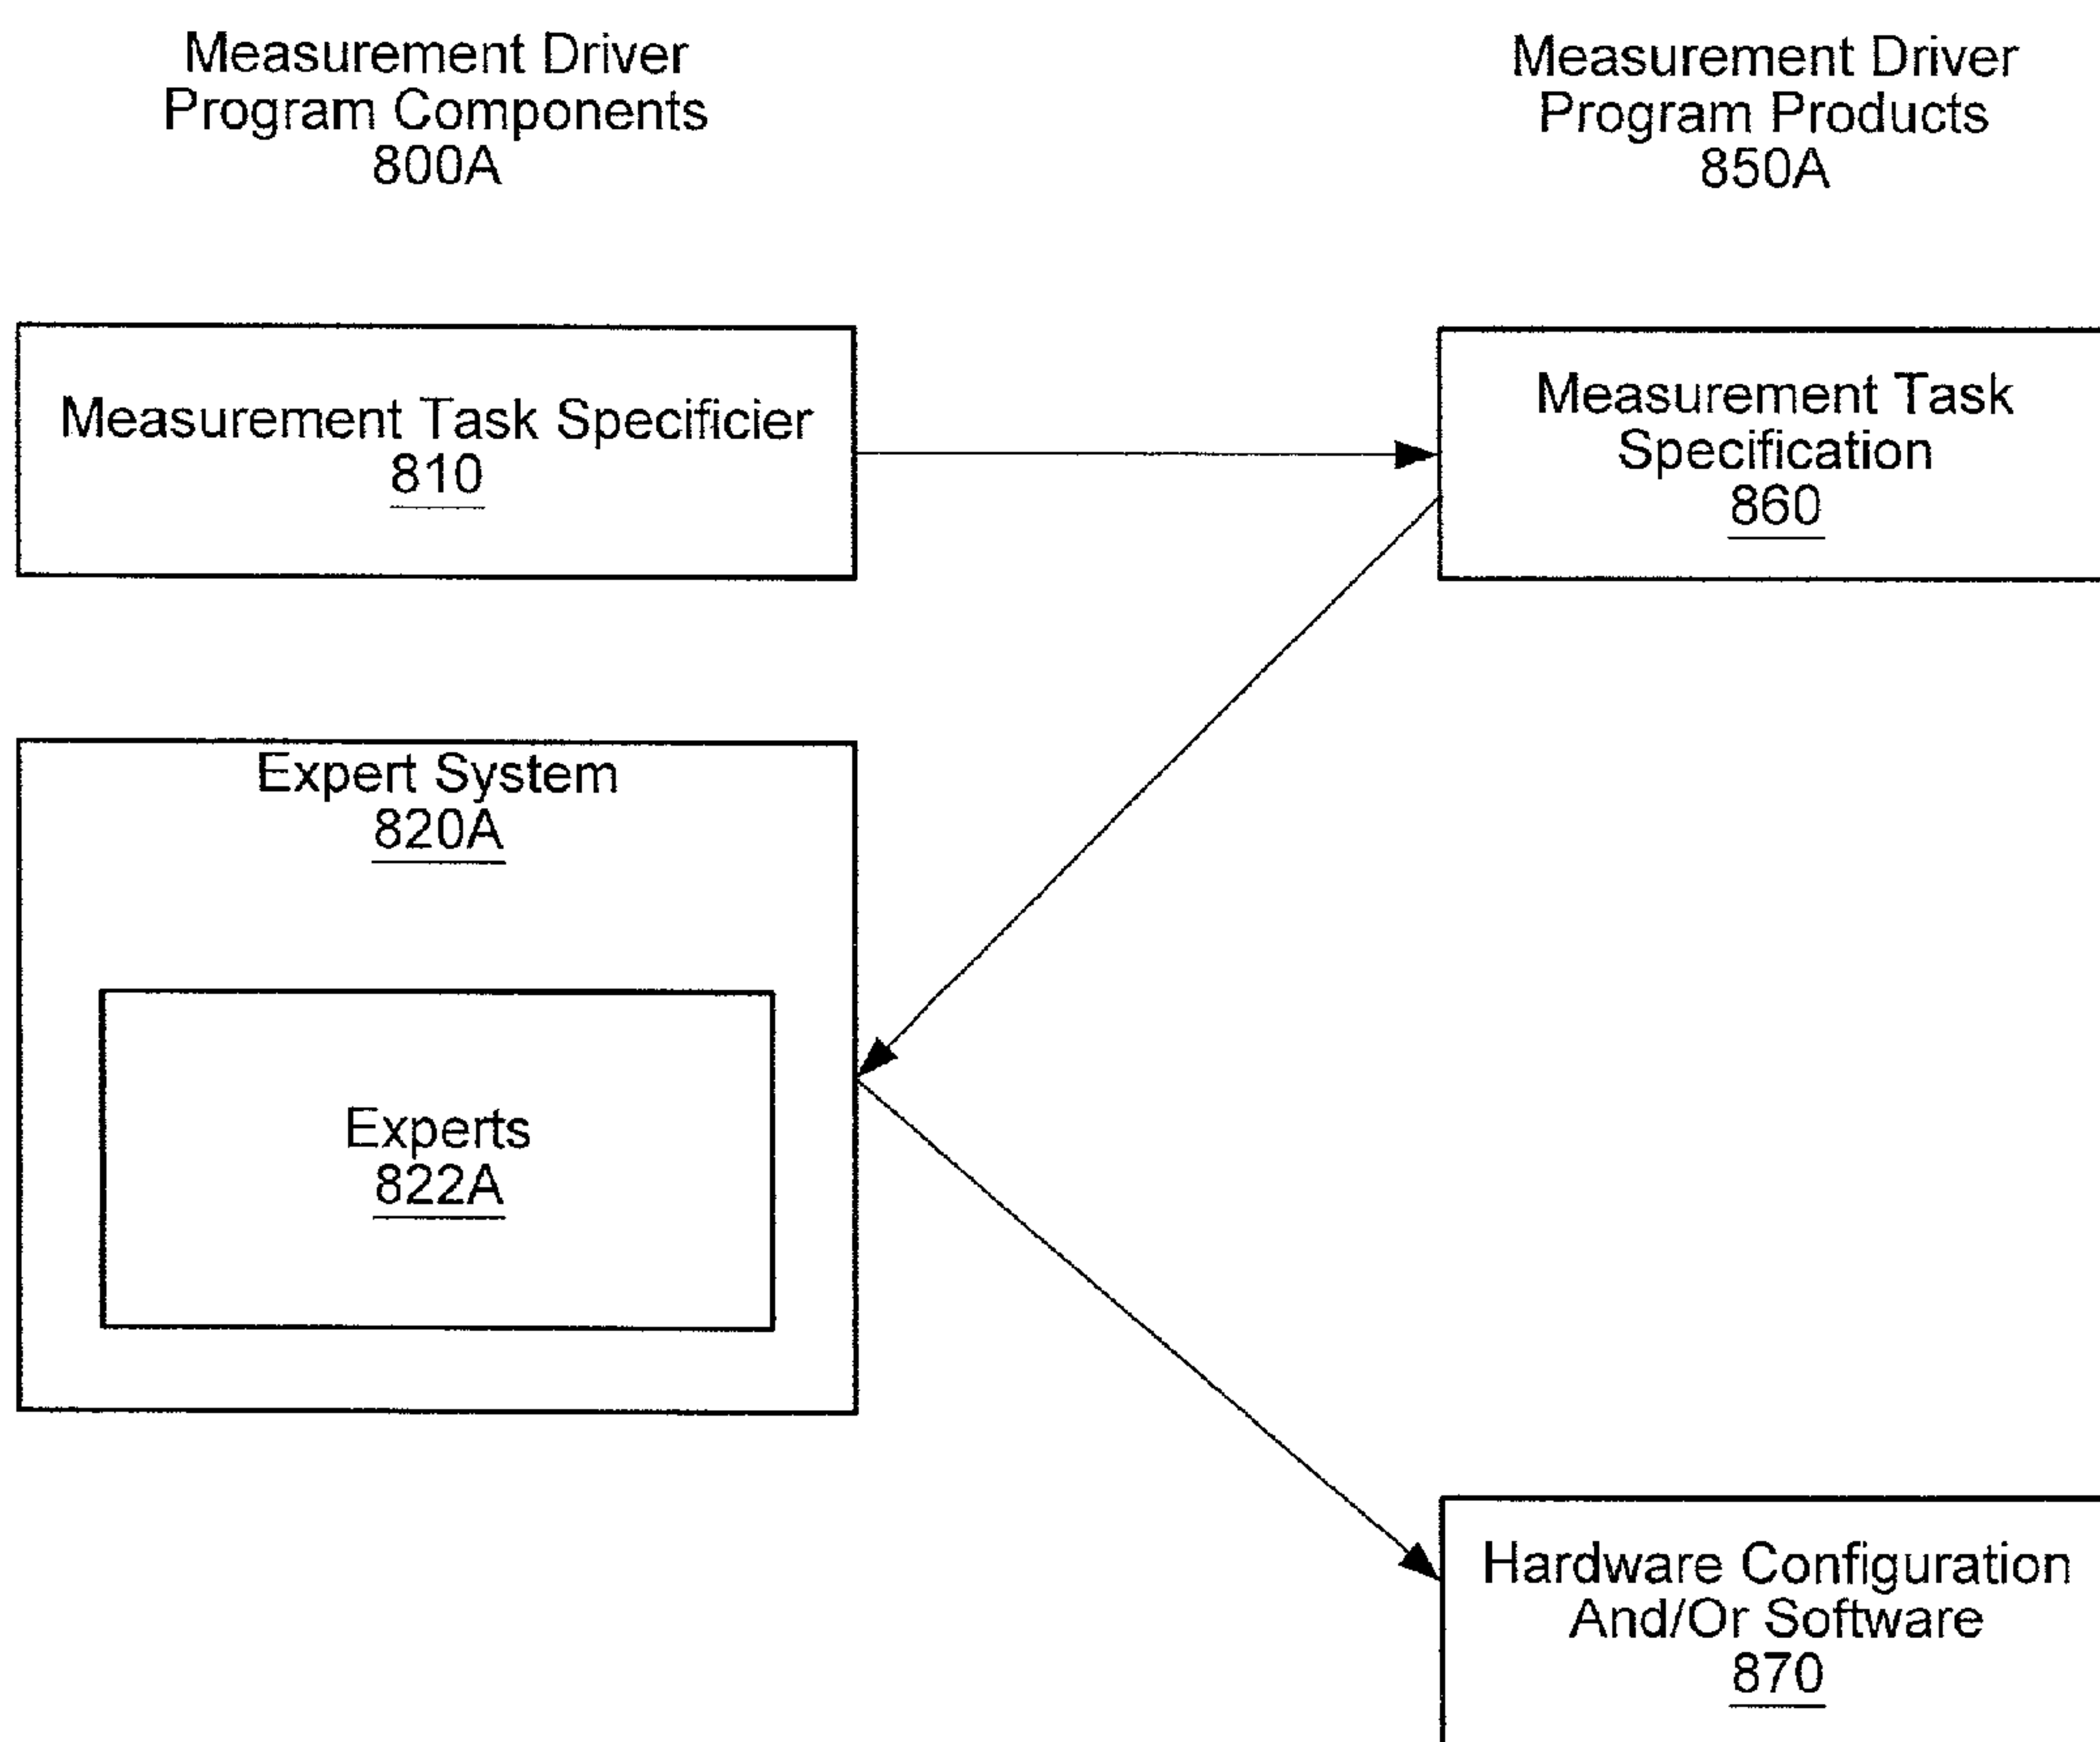 Measurement Driver
Program Components
800A
Measurement Driver
Program Products
850A
Measurement Task Specificier
810
Measurement Task
Specification
860
Expert System
820A
Experts
822A
Hardware Configuration
And/Or Software
870